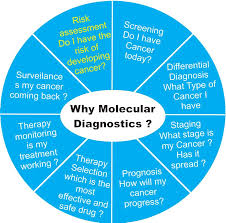 Why Molecular
Diagnostics ?
Risk
assessment
Do I have the
risk of
developing
cancer?
Screening
Do I have
Cancer
today?
Differential
Diagnosis
What Type of
Cancer I
have
Staging
What stage is
my Cancer ?
Has it
spread ?
Prognosis
How will my
cancer
progress?
Therapy
Selection
which is the
most
effective and
safe drug ?
Therapy
monitoring
is my
treatment
working ?
Surveillance
is my cancer
coming back ?